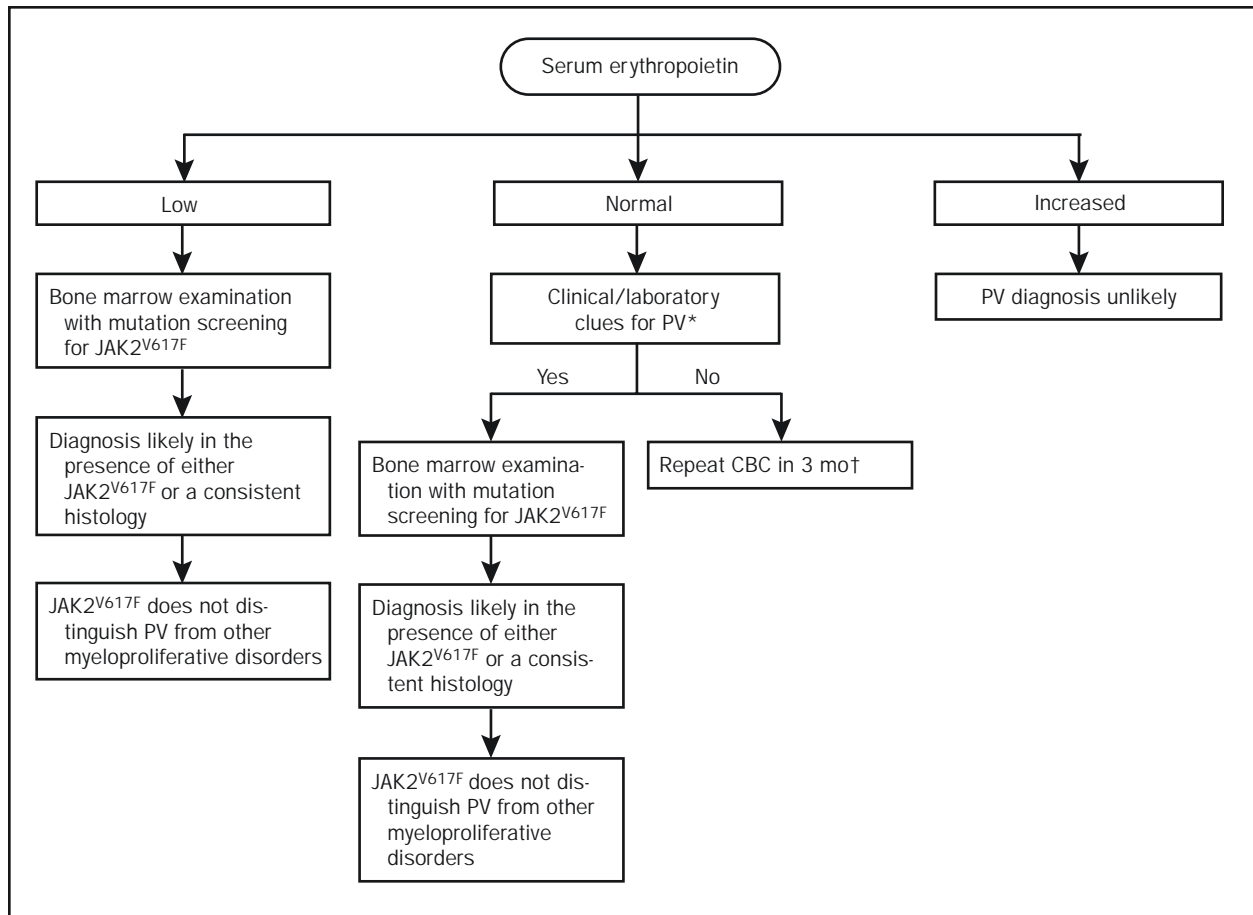 Serum erythropoietin
Low
Normal
Increased
Bone marrow examination
with mutation screening
for JAK2V617F
Clinical/laboratory
clues for PV*
PV diagnosis unlikely
Yes
No
Diagnosis likely in the
presence of either
JAK2V617F or a consistent
histology
Bone marrow examina-
tion with mutation
screening for JAK2V617F
Repeat CBC in 3 mo†
JAK2V617F does not dis-
tinguish PV from other
myeloproliferative disorders
Diagnosis likely in the
presence of either
JAK2V617F or a consis-
tent histology
JAK2V617F does not dis-
tinguish PV from other
myeloproliferative
disorders